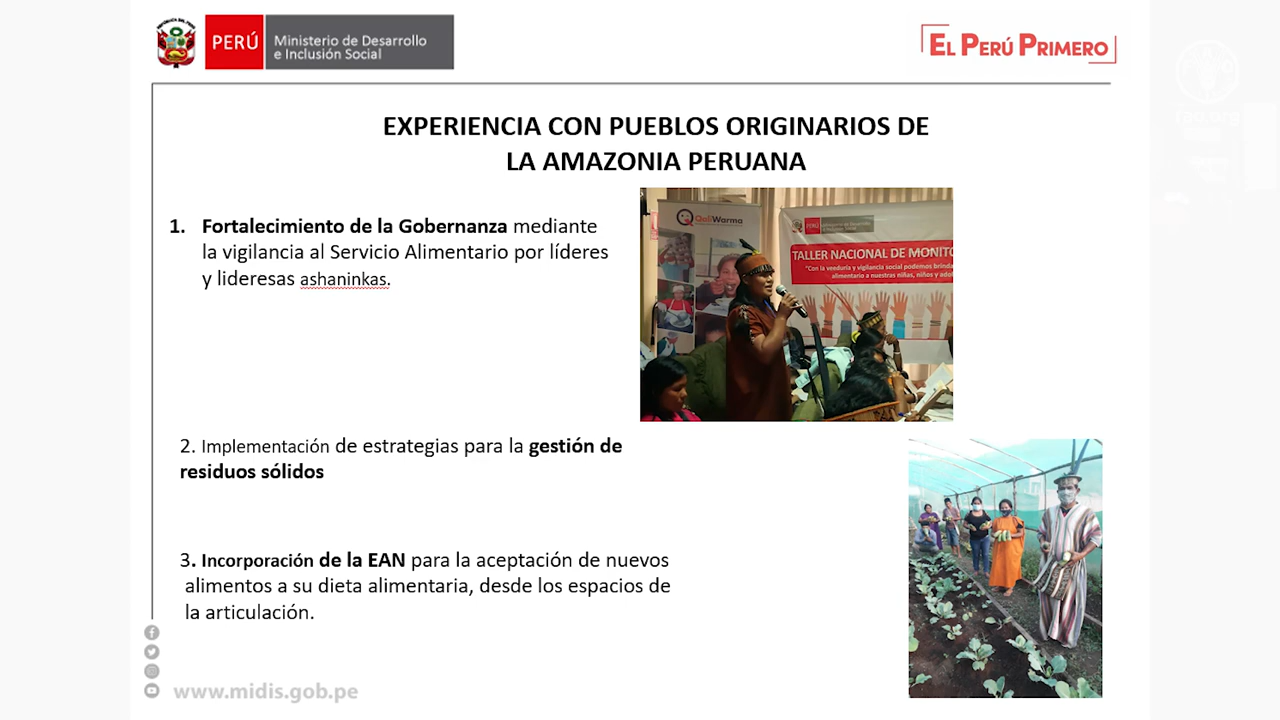 PERÚ
Ministerio de Desarrollo
e Inclusión Social
EL PERÚ PRIMERO
fao.org
EXPERIENCIA CON PUEBLOS ORIGINARIOS DE
LA AMAZONIA PERUANA
1. Fortalecimiento de la Gobernanza mediante
la vigilancia al Servicio Alimentario por líderes
y lideresas ashaninkas.
QaliWarma
PERÚ
TALLER NACIONAL DE MONITO
"Con la veeduría y vigilancia social podemos brinda
alimentario a nuestras niñas, niños y ado
2. Implementación de estrategias para la gestión de
residuos sólidos
3. Incorporación de la EAN para la aceptación de nuevos
alimentos a su dieta alimentaria, desde los espacios de
la articulación.
www.midis.gob.pe